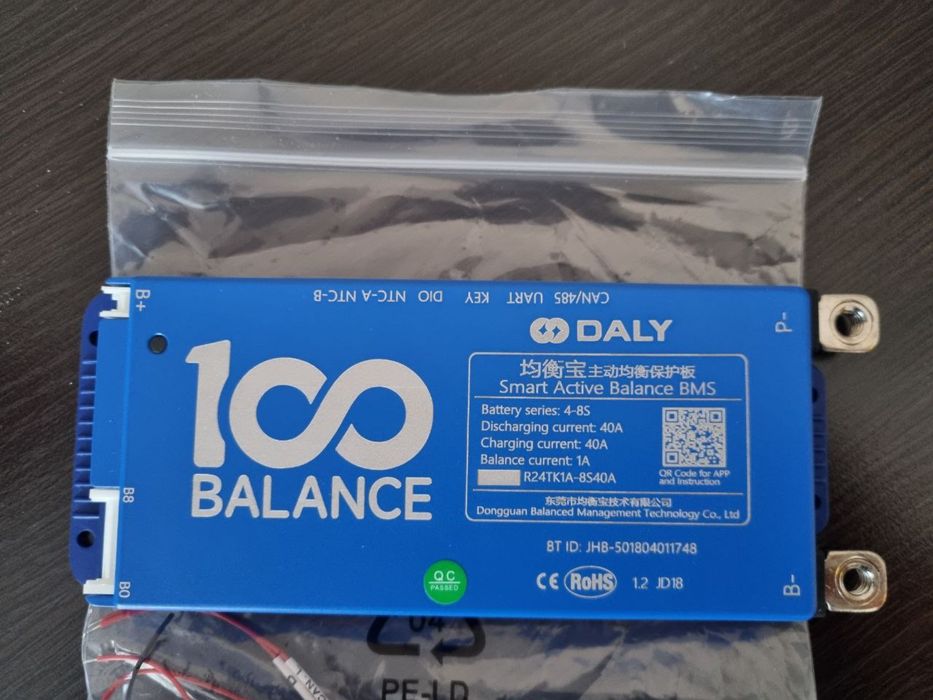 B+
NTC-B
NTC-A
DIO
KEY
UART
CAN/485
P-
DALY
100
BALANCE
均衡宝主动均衡保护板
Smart Active Balance BMS
Battery series: 4-8S
Discharging current: 40A
Charging current: 40A
Balance current: 1A
R24TK1A-8S40A
QR Code for APP
and Instruction
东莞市均衡宝技术有限公司
Dongguan Balanced Management Technology Co., Ltd
B8
B0
BT ID: JHB-501804011748
QC
PASSED
CE RoHS 1.2 JD18
B-
04